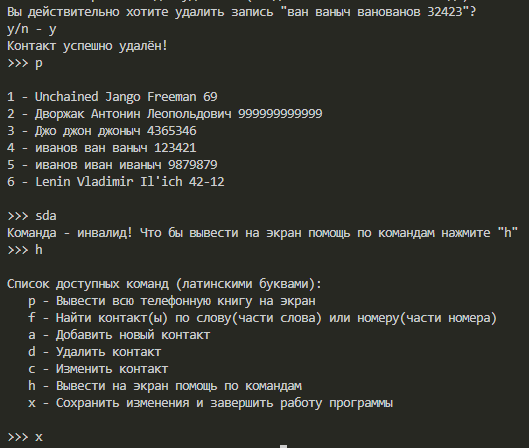 Вы действительно хотите удалить запись "ван ваныч ванованов 32423"?
y/n - y
Контакт успешно удалён!
>>> p
1 - Unchained Jango Freeman 69
2 - Дворжак Антонин Леопольдович 999999999999
3 - Джо джон джоныч 4365346
4 - иванов ван ваныч 123421
5 - иванов иван иваныч 9879879
6 - Lenin Vladimir Il'ich 42-12
>>> sda
Команда - инвалид! Что бы вывести на экран помощь по командам нажмите "h"
>>> h
Список доступных команд (латинскими буквами):
p - Вывести всю телефонную книгу на экран
f - Найти контакт(ы) по слову(части слова) или номеру(части номера)
a - Добавить новый контакт
d - Удалить контакт
c - Изменить контакт
h - Вывести на экран помощь по командам
x - Сохранить изменения и завершить работу программы
>>> x